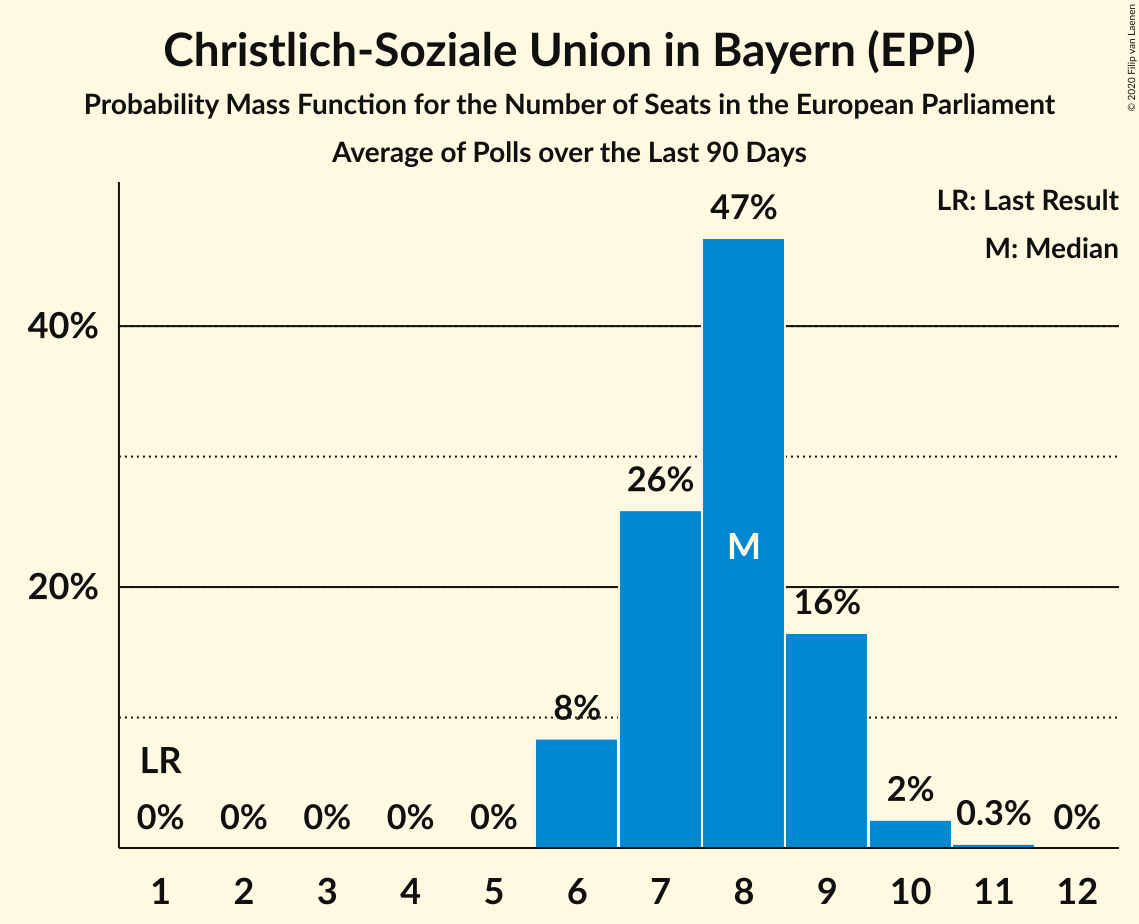 Christlich-Soziale Union in Bayern (EPP)
Probability Mass Function for the Number of Seats in the European Parliament
Average of Polls over the Last 90 Days
© 2020 Filip van Laenen
LR: Last Result
M: Median
47%
40%
26%
M
20%
16%
8%
LR
2%
0% 0% 0% 0% 0% 0.3% 0%
1 2 3 4 5 6 7 8 9 10 11 12